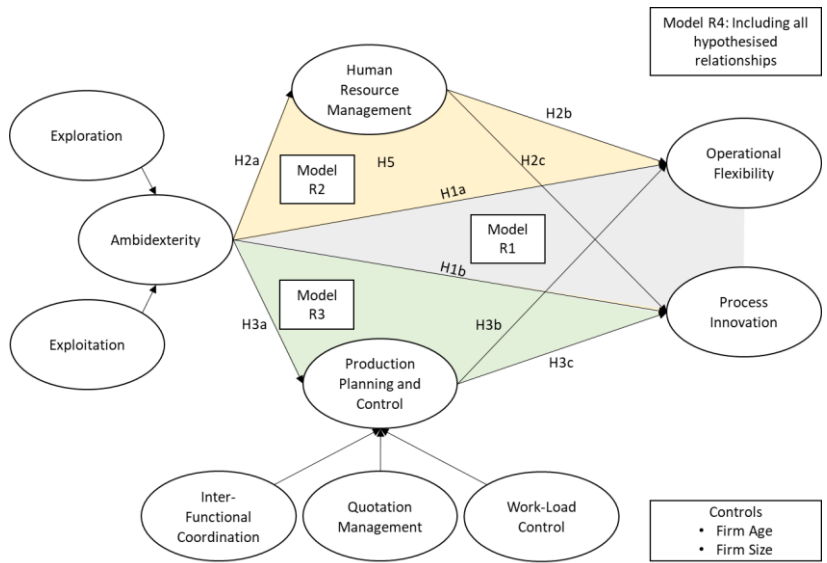 Model R4: Including all
hypothesised
relationships
Human
Resource
Management
H2b
Exploration
Operational
Flexibility
H2a
H5
H2c
Model
R2
H1a
Ambidexterity
Model
R1
H1b
Model
R3
Process
Innovation
H3a
H3b
Exploitation
H3c
Production
Planning and
Control
Inter-
Functional
Coordination
Quotation
Management
Work-Load
Control
Controls
• Firm Age
• Firm Size